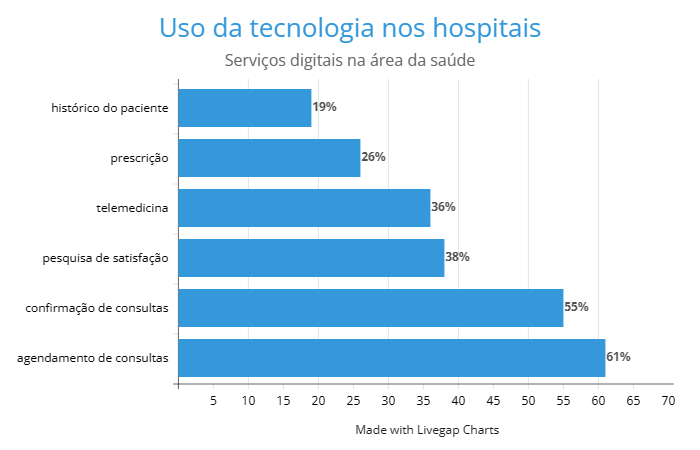 Uso da tecnologia nos hospitais
Serviços digitais na área da saúde
histórico do paciente 19%
prescrição 26%
telemedicina 36%
pesquisa de satisfação 38%
confirmação de consultas 55%
agendamento de consultas 61%
5 10 15 20 25 30 35 40 45 50 55 60 65 70
Made with Livegap Charts